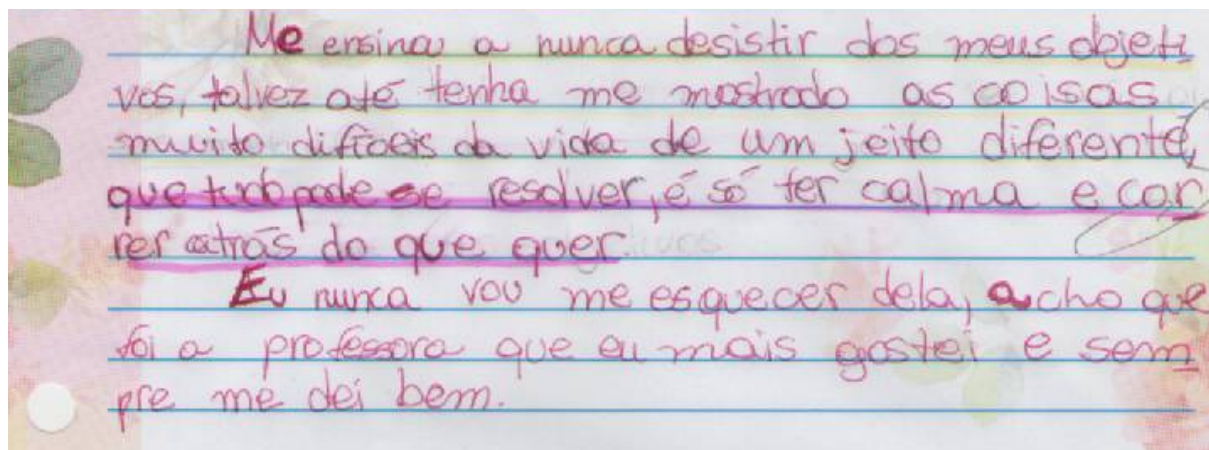 Me ensinou a nunca desistir dos meus objeti
vos, talvez até tenha me mostrado as coisas
muito difíceis da vida de um jeito diferente,
que tudo pode se resolver, é só ter calma e cor
rer atrás do que quer.
Eu nunca vou me esquecer dela, acho que
foi a professora que eu mais gostei e sem
pre me dei bem.